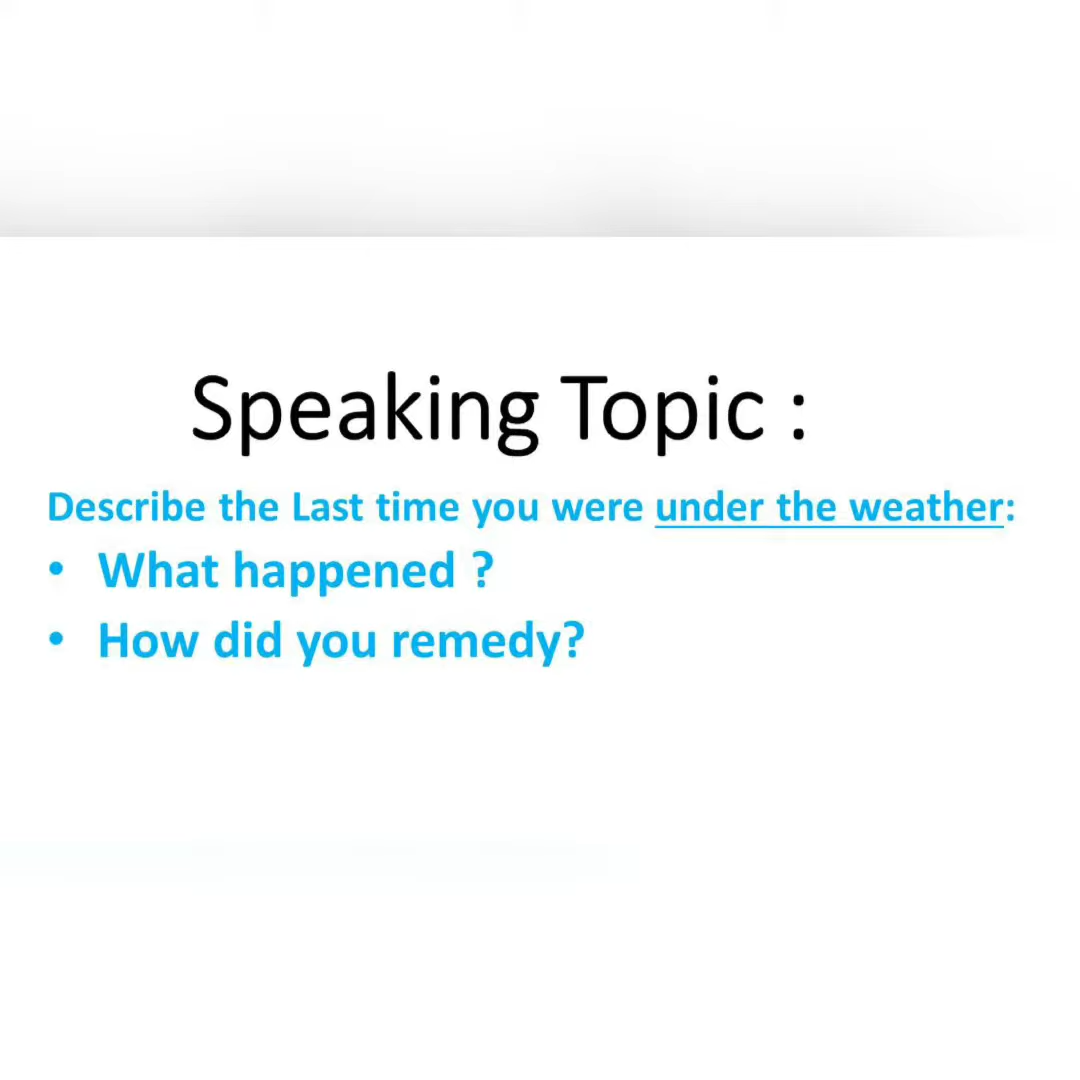 Speaking Topic :
Describe the Last time you were under the weather:
• What happened ?
• How did you remedy?